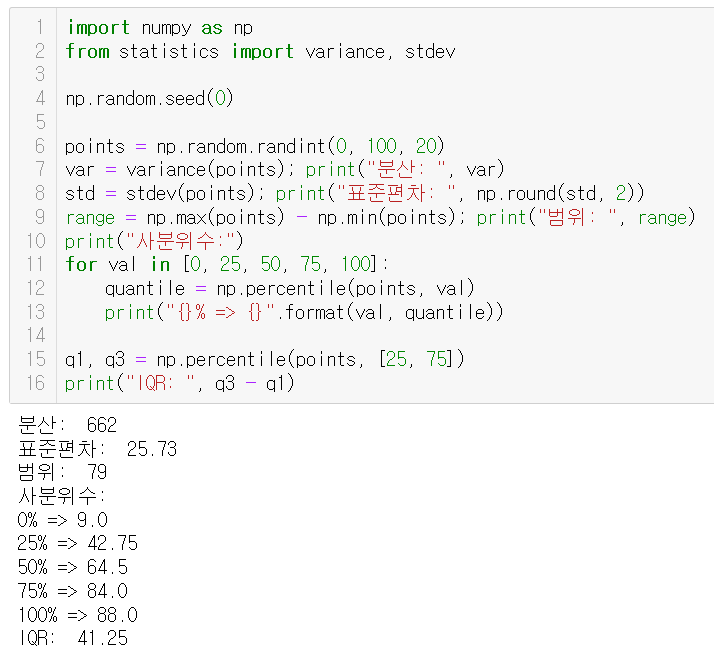 1 import numpy as np
2 from statistics import variance, stdev
3
4 np.random.seed(0)
5
6 points = np.random.randint(0, 100, 20)
7 var = variance(points); print("분산: ", var)
8 std = stdev(points); print("표준편차: ", np.round(std, 2))
9 range = np.max(points) - np.min(points); print("범위: ", range)
10 print("사분위수:")
11 for val in [0, 25, 50, 75, 100]:
12     quantile = np.percentile(points, val)
13     print("{}% => {}".format(val, quantile))
14
15 q1, q3 = np.percentile(points, [25, 75])
16 print("IQR: ", q3 - q1)
분산:  662
표준편차:  25.73
범위:  79
사분위수:
0% => 9.0
25% => 42.75
50% => 64.5
75% => 84.0
100% => 88.0
IQR:  41.25